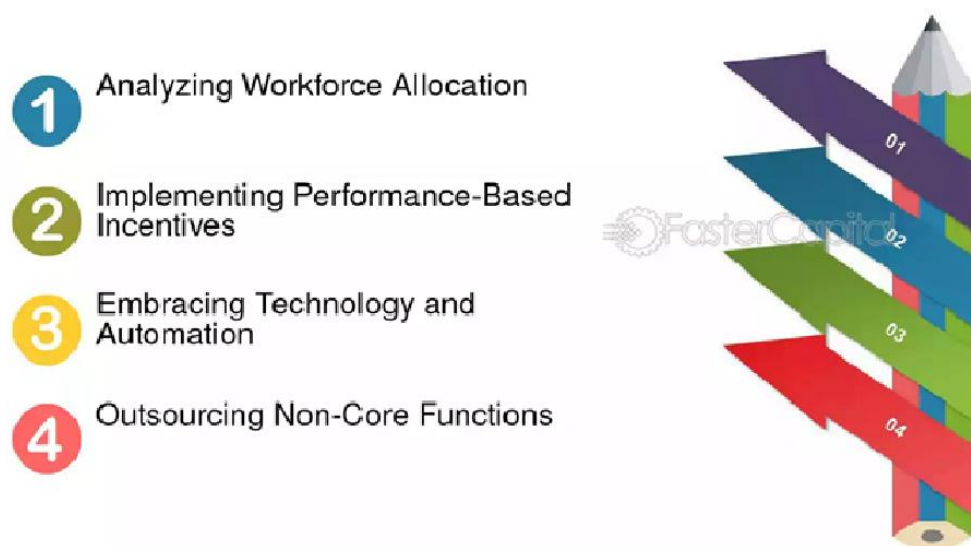 1
Analyzing Workforce Allocation
2
Implementing Performance-Based
Incentives
3
Embracing Technology and
Automation
4
Outsourcing Non-Core Functions
FasterCapital
01
02
03
04